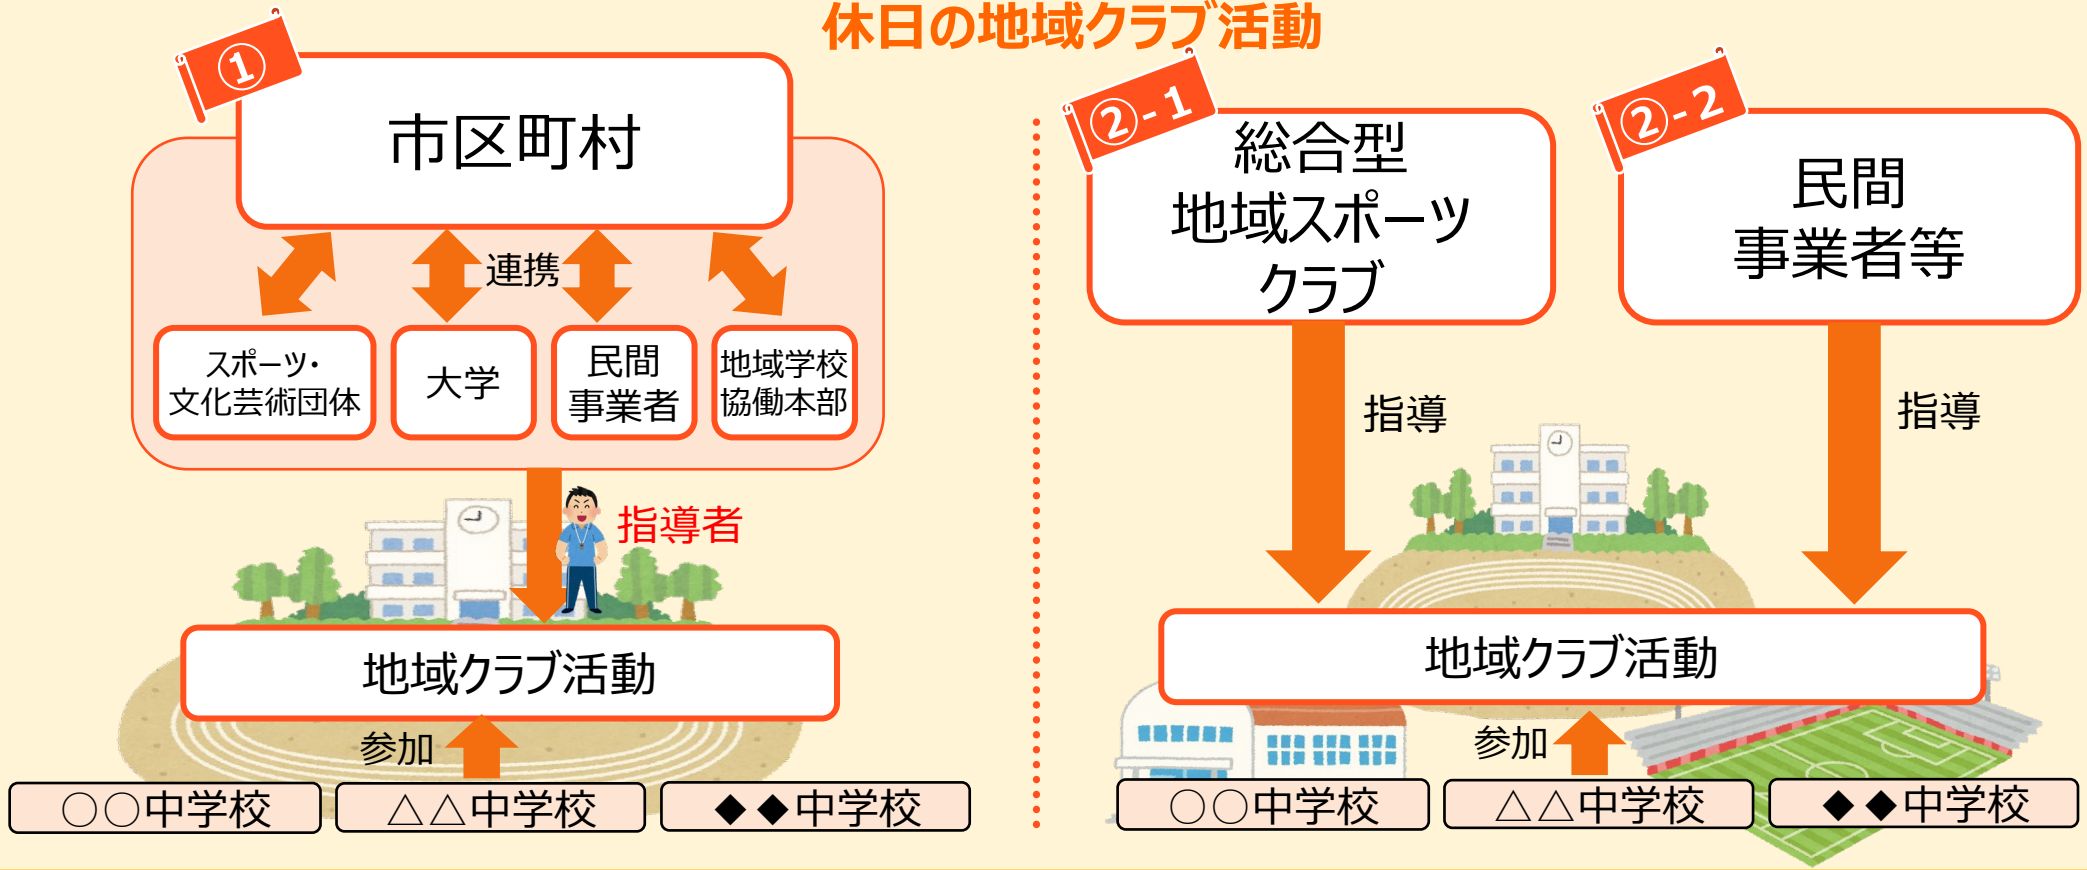 休日の地域クラブ活動
①
市区町村
連携
スポーツ・
文化芸術団体
大学
民間
事業者
地域学校
協働本部
指導者
地域クラブ活動
参加
○○中学校
△△中学校
◆◆中学校
②-1
総合型
地域スポーツ
クラブ
②-2
民間
事業者等
指導
指導
地域クラブ活動
参加
○○中学校
△△中学校
◆◆中学校